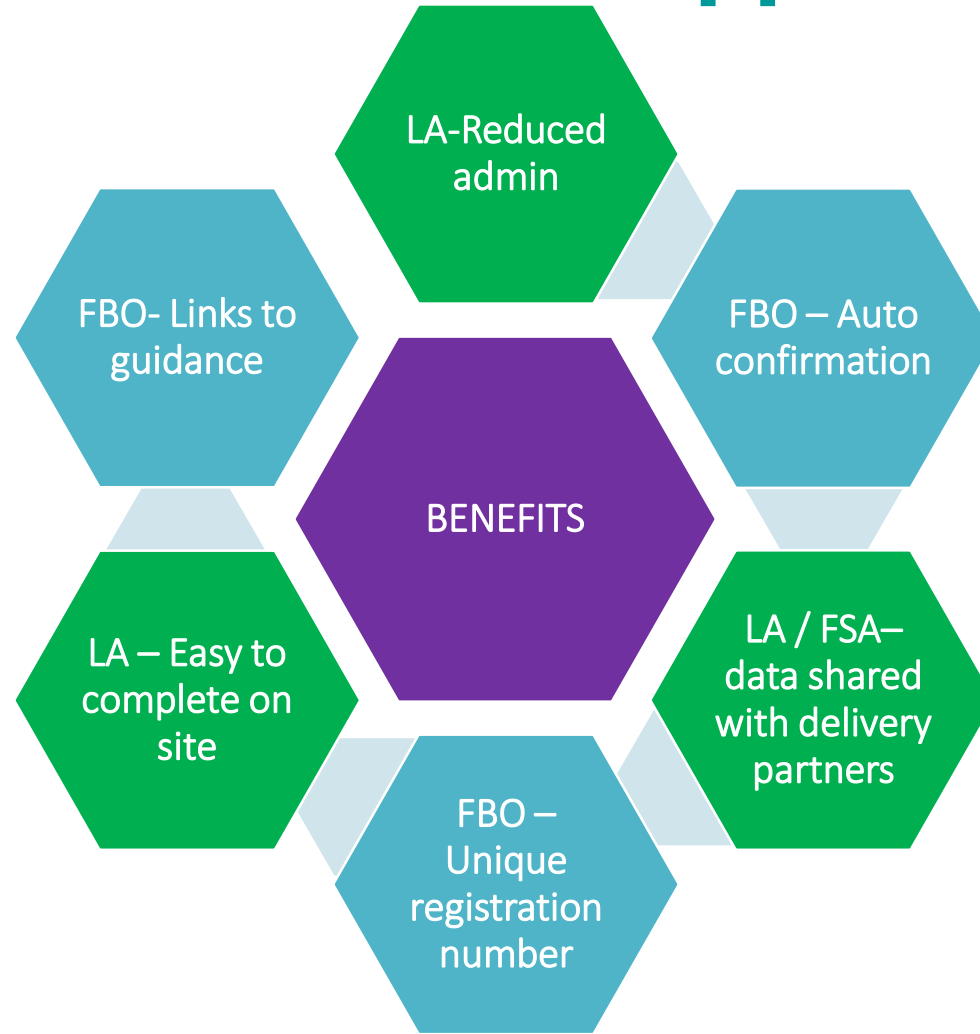 LA-Reduced
admin
FBO – Auto
confirmation
LA / FSA–
data shared
with delivery
partners
FBO –
Unique
registration
number
LA – Easy to
complete on
site
FBO- Links to
guidance
BENEFITS